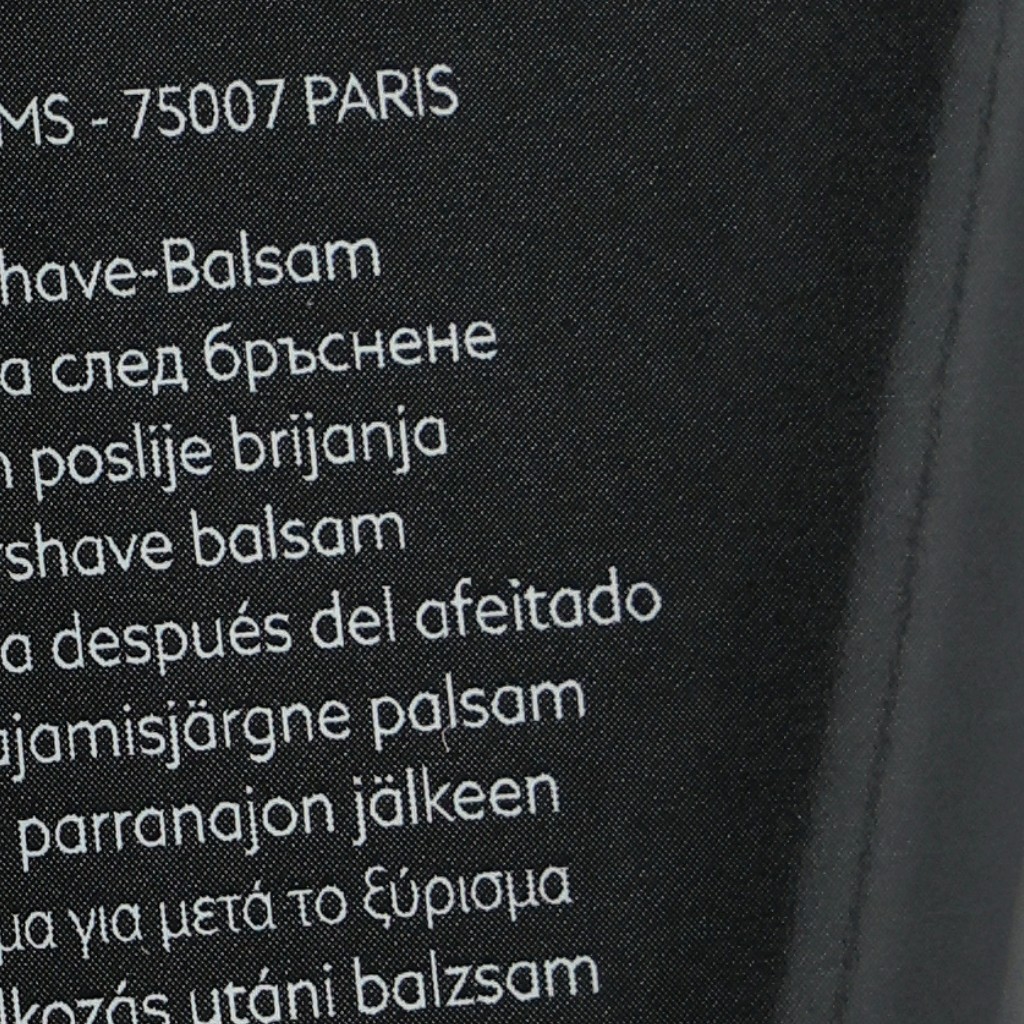 MS - 75007 PARIS
have-Balsam
а след бръснене
poslije brijanja
shave balsam
a después del afeitado
ajamisjärgne palsam
parranajon jälkeen
μα για μετά το ξύρισμα
lkozás utáni balzsam